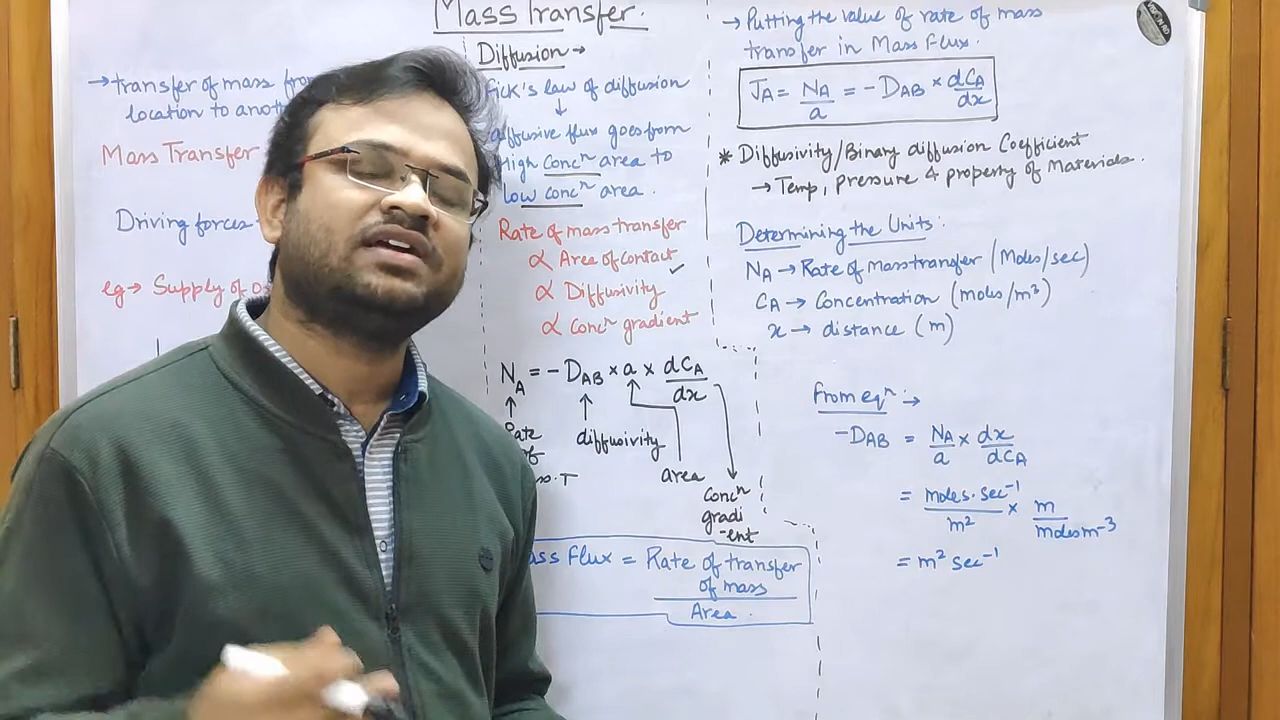 Mass Transfer.
→ transfer of mass from
location to anot
Mass Transfer
Driving forces
eg → Supply of O
Diffusion →
Fick's law of diffusion
↓
diffusive flux goes from
High Concⁿ area to
low concⁿ area.
Rate of mass transfer
∝ Area of contact ✓
∝ Diffusivity
∝ Concⁿ gradient
N_A = - D_AB × a × dC_A/dx
Rate
of
ss. T
diffusivity
area
Concⁿ
gradi
-ent
ass Flux = Rate of transfer
of mass
Area.
→ Putting the value of rate of mass
transfer in Mass Flux.
J_A = N_A/a = - D_AB × dC_A/dx
* Diffusivity/Binary diffusion Coefficient
→ Temp, Pressure & property of Materials.
Determining the Units:
N_A → Rate of Mass transfer (Moles/sec)
C_A → Concentration (moles/m³)
x → distance (m)
from eqⁿ :→
-D_AB = N_A/a × dx/dC_A
= moles.sec⁻¹/m² × m/moles m⁻³
= m² sec⁻¹